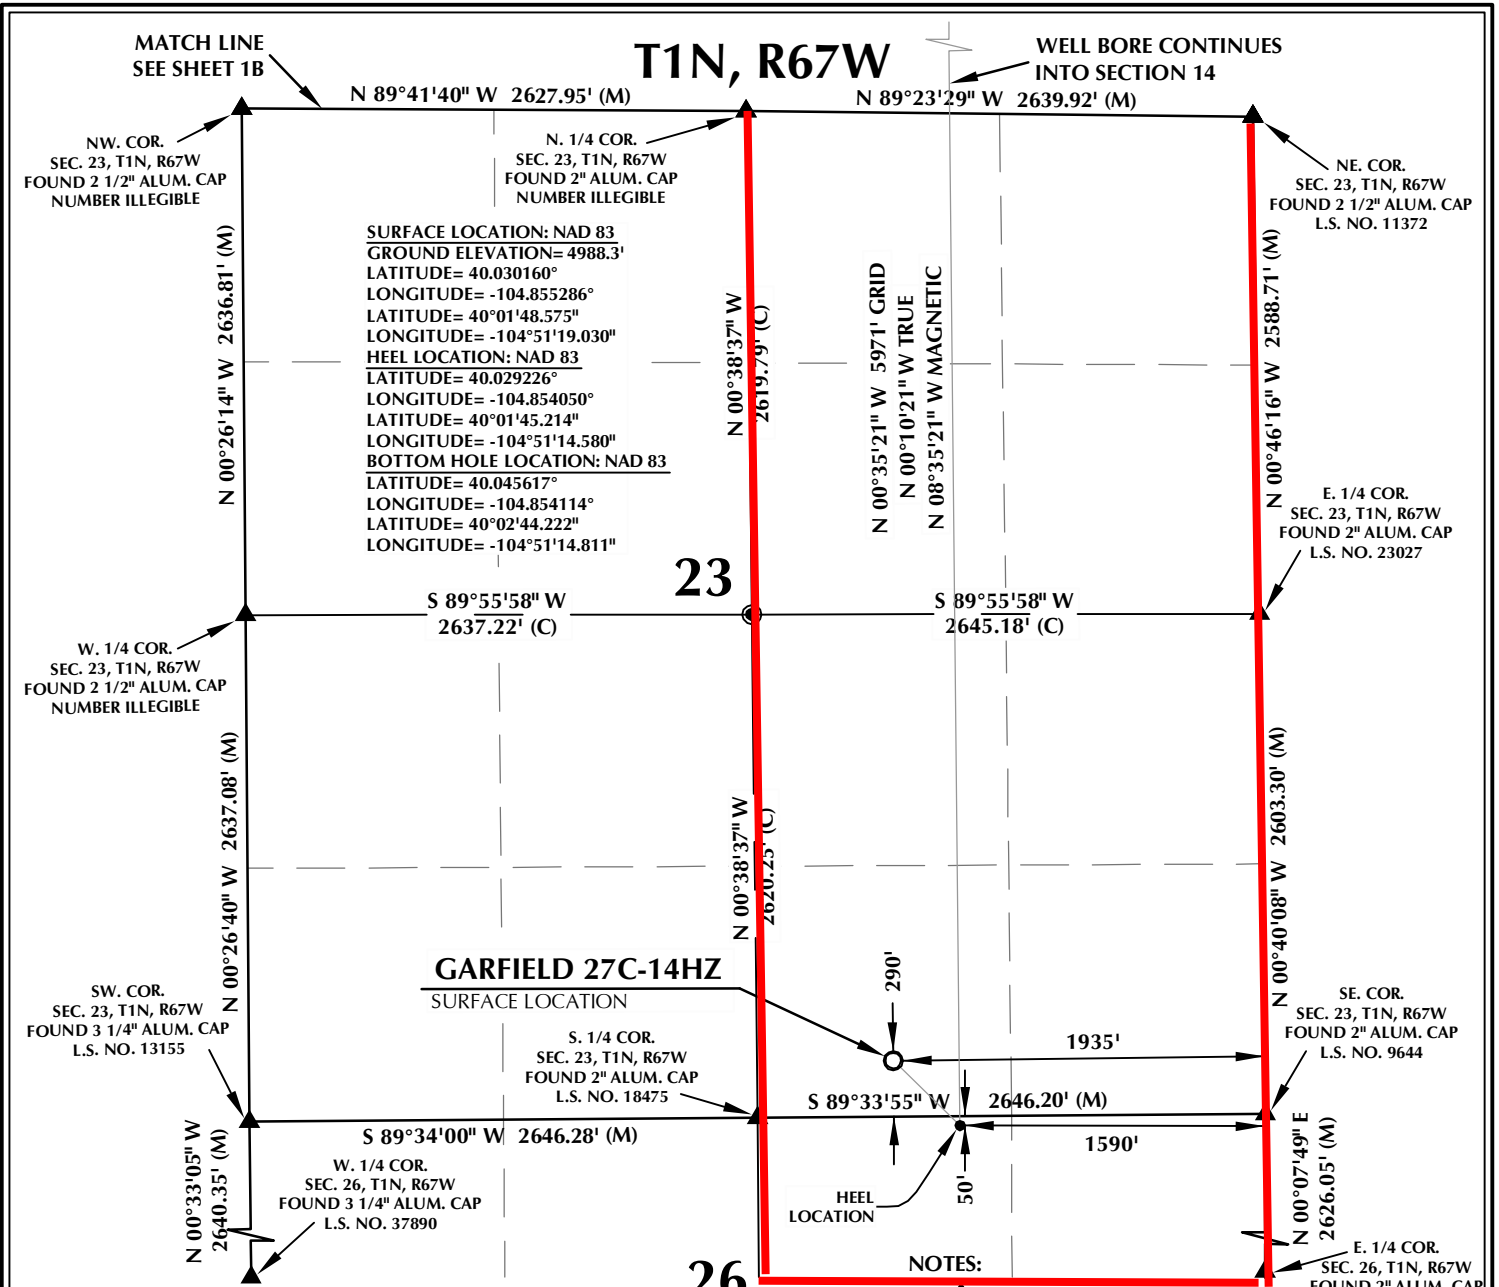 MATCH LINE
SEE SHEET 1B
T1N, R67W
WELL BORE CONTINUES
INTO SECTION 14
N 89°41'40" W 2627.95' (M)
N 89°23'29" W 2639.92' (M)
NW. COR.
SEC. 23, T1N, R67W
FOUND 2 1/2" ALUM. CAP
NUMBER ILLEGIBLE
N. 1/4 COR.
SEC. 23, T1N, R67W
FOUND 2" ALUM. CAP
NUMBER ILLEGIBLE
NE. COR.
SEC. 23, T1N, R67W
FOUND 2 1/2" ALUM. CAP
L.S. NO. 11372
SURFACE LOCATION: NAD 83
GROUND ELEVATION= 4988.3'
LATITUDE= 40.030160°
LONGITUDE= -104.855286°
LATITUDE= 40°01'48.575"
LONGITUDE= -104°51'19.030"
HEEL LOCATION: NAD 83
LATITUDE= 40.029226°
LONGITUDE= -104.854050°
LATITUDE= 40°01'45.214"
LONGITUDE= -104°51'14.580"
BOTTOM HOLE LOCATION: NAD 83
LATITUDE= 40.045617°
LONGITUDE= -104.854114°
LATITUDE= 40°02'44.222"
LONGITUDE= -104°51'14.811"
N 00°26'14" W 2636.81' (M)
N 00°38'37" W
2619.79' (C)
N 00°35'21" W 5971' GRID
N 00°10'21" W TRUE
N 08°35'21" W MAGNETIC
N 00°46'16" W 2588.71' (M)
E. 1/4 COR.
SEC. 23, T1N, R67W
FOUND 2" ALUM. CAP
L.S. NO. 23027
23
S 89°55'58" W
2637.22' (C)
S 89°55'58" W
2645.18' (C)
W. 1/4 COR.
SEC. 23, T1N, R67W
FOUND 2 1/2" ALUM. CAP
NUMBER ILLEGIBLE
N 00°26'40" W 2637.08' (M)
N 00°38'37" W
2620.25' (C)
N 00°40'08" W 2603.30' (M)
GARFIELD 27C-14HZ
SURFACE LOCATION
290'
1935'
SW. COR.
SEC. 23, T1N, R67W
FOUND 3 1/4" ALUM. CAP
L.S. NO. 13155
S. 1/4 COR.
SEC. 23, T1N, R67W
FOUND 2" ALUM. CAP
L.S. NO. 18475
SE. COR.
SEC. 23, T1N, R67W
FOUND 2" ALUM. CAP
L.S. NO. 9644
S 89°33'55" W 2646.20' (M)
S 89°34'00" W 2646.28' (M)
1590'
50'
HEEL
LOCATION
N 00°33'05" W
2640.35' (M)
W. 1/4 COR.
SEC. 26, T1N, R67W
FOUND 3 1/4" ALUM. CAP
L.S. NO. 37890
N 00°07'49" E
2626.05' (M)
E. 1/4 COR.
SEC. 26, T1N, R67W
FOUND 2" ALUM. CAP
26
NOTES: